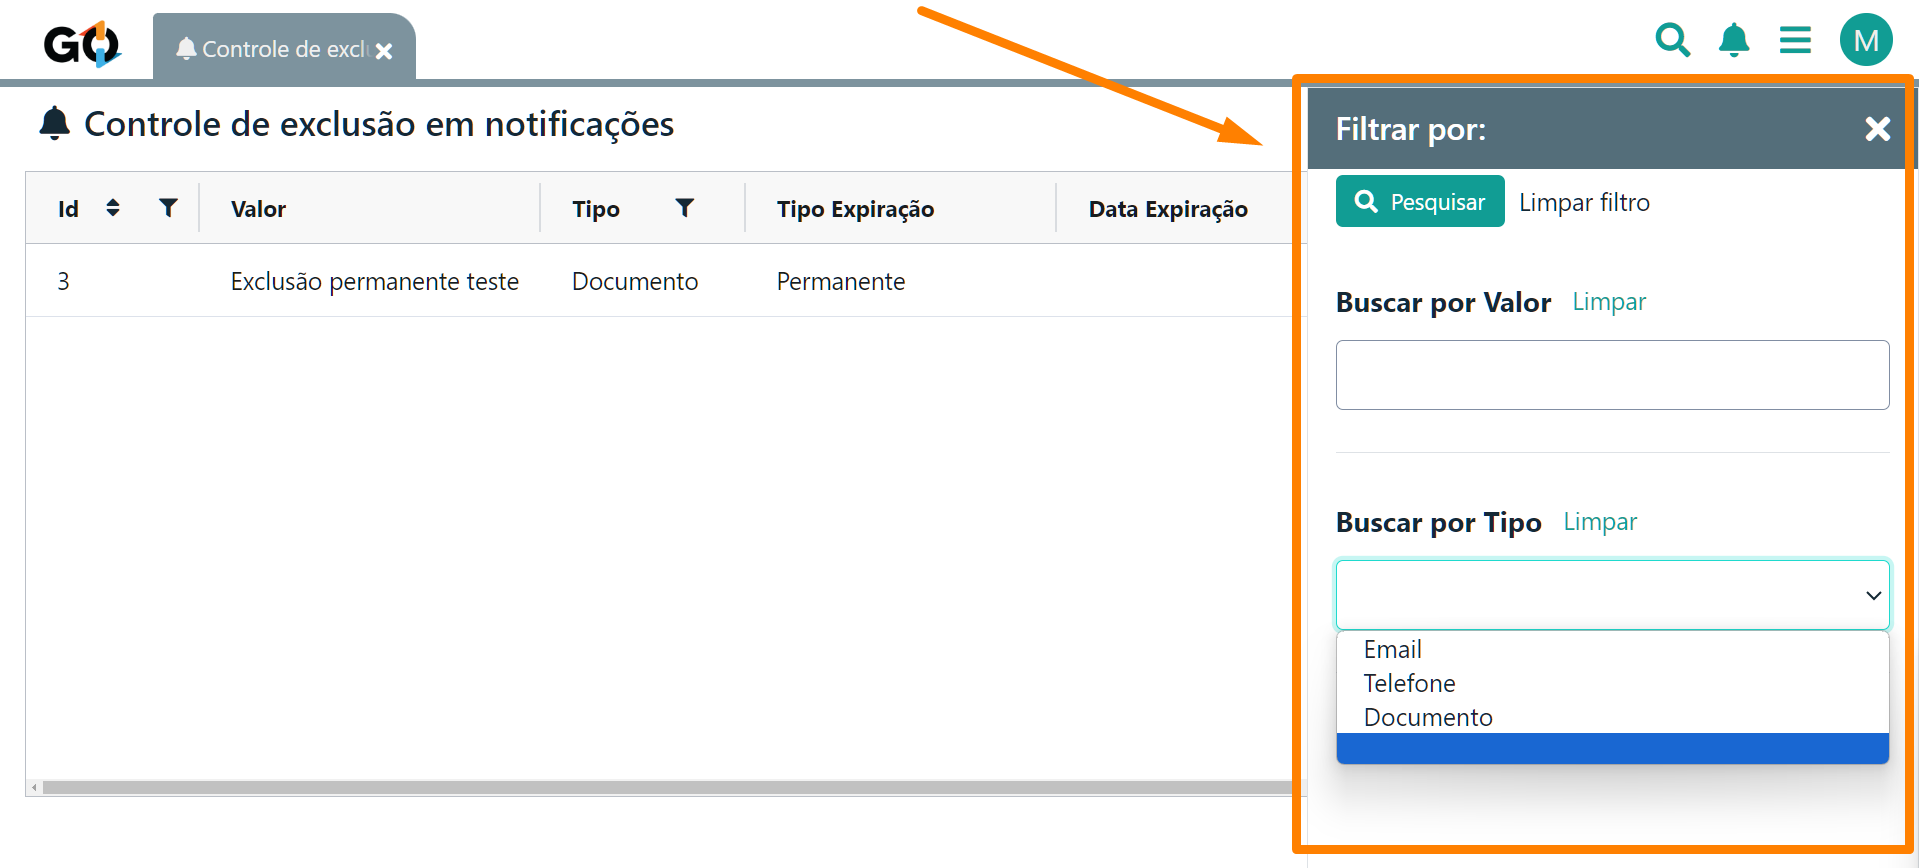 GO
Controle de exclu
M
Controle de exclusão em notificações
Filtrar por:
Pesquisar Limpar filtro
Id Valor Tipo Tipo Expiração Data Expiração
3 Exclusão permanente teste Documento Permanente
Buscar por Valor Limpar
Buscar por Tipo Limpar
Email
Telefone
Documento